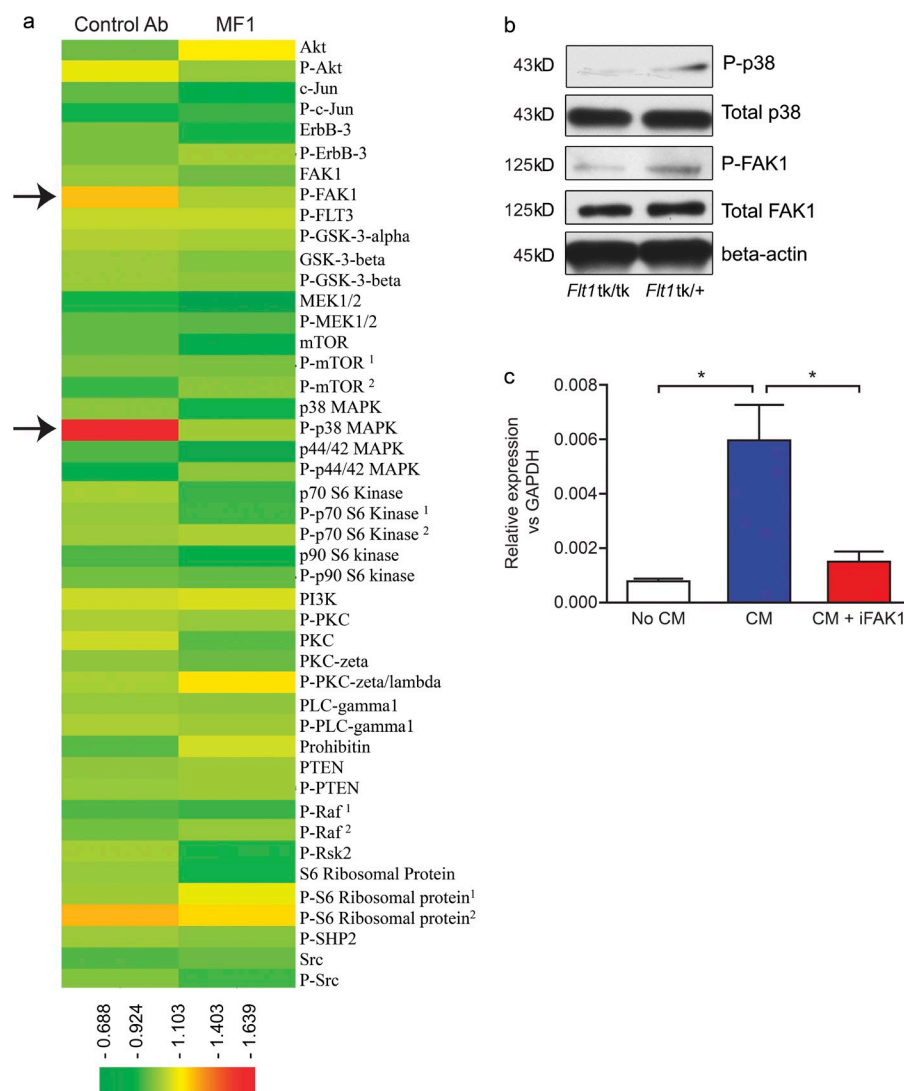 a
Control Ab MF1
Akt
P-Akt
c-Jun
P-c-Jun
ErbB-3
P-ErbB-3
FAK1
P-FAK1
P-FLT3
P-GSK-3-alpha
GSK-3-beta
P-GSK-3-beta
MEK1/2
P-MEK1/2
mTOR
P-mTOR ¹
P-mTOR ²
p38 MAPK
P-p38 MAPK
p44/42 MAPK
P-p44/42 MAPK
p70 S6 Kinase
P-p70 S6 Kinase ¹
P-p70 S6 Kinase ²
p90 S6 kinase
P-p90 S6 kinase
PI3K
P-PKC
PKC
PKC-zeta
P-PKC-zeta/lambda
PLC-gamma1
P-PLC-gamma1
Prohibitin
PTEN
P-PTEN
P-Raf ¹
P-Raf ²
P-Rsk2
S6 Ribosomal Protein
P-S6 Ribosomal protein¹
P-S6 Ribosomal protein²
P-SHP2
Src
P-Src
- 0.688
- 0.924
- 1.103
- 1.403
- 1.639
b
43kD P-p38
43kD Total p38
125kD P-FAK1
125kD Total FAK1
45kD beta-actin
Flt1 tk/tk Flt1 tk/+
c
Relative expression
vs GAPDH
0.008
0.006
0.004
0.002
0.000
* *
No CM CM CM + iFAK1